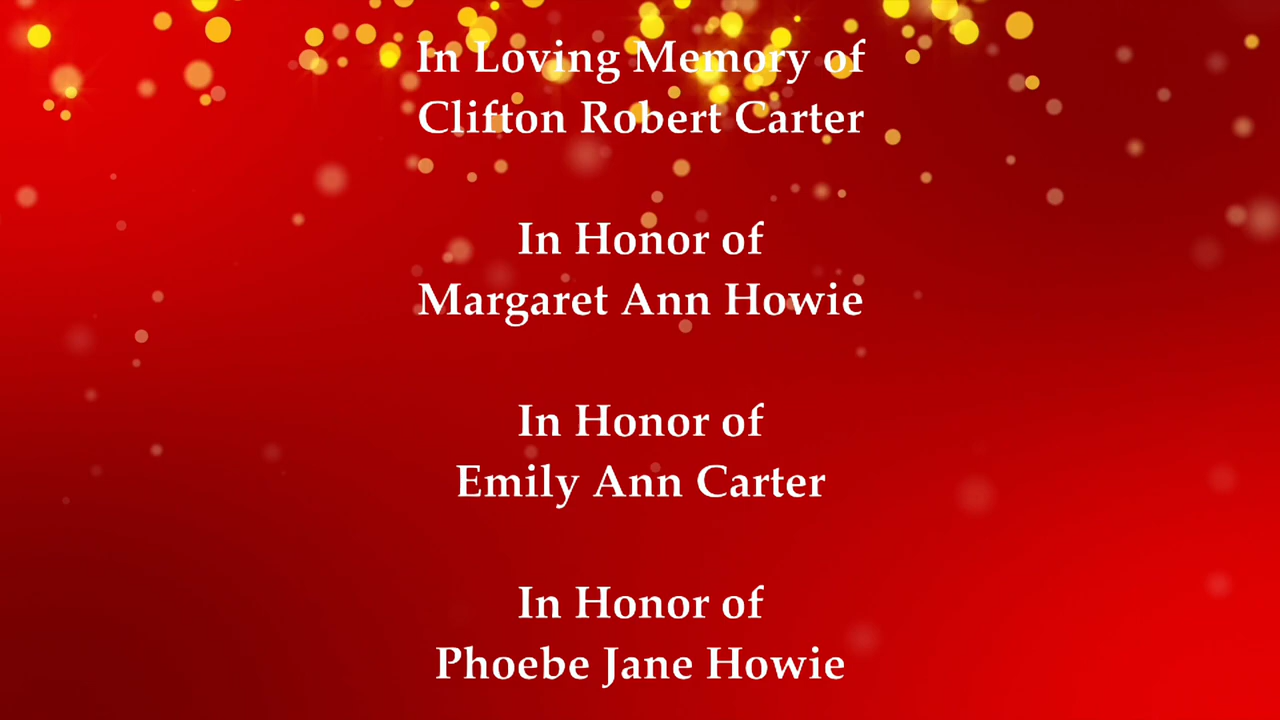 In Loving Memory of
Clifton Robert Carter
In Honor of
Margaret Ann Howie
In Honor of
Emily Ann Carter
In Honor of
Phoebe Jane Howie